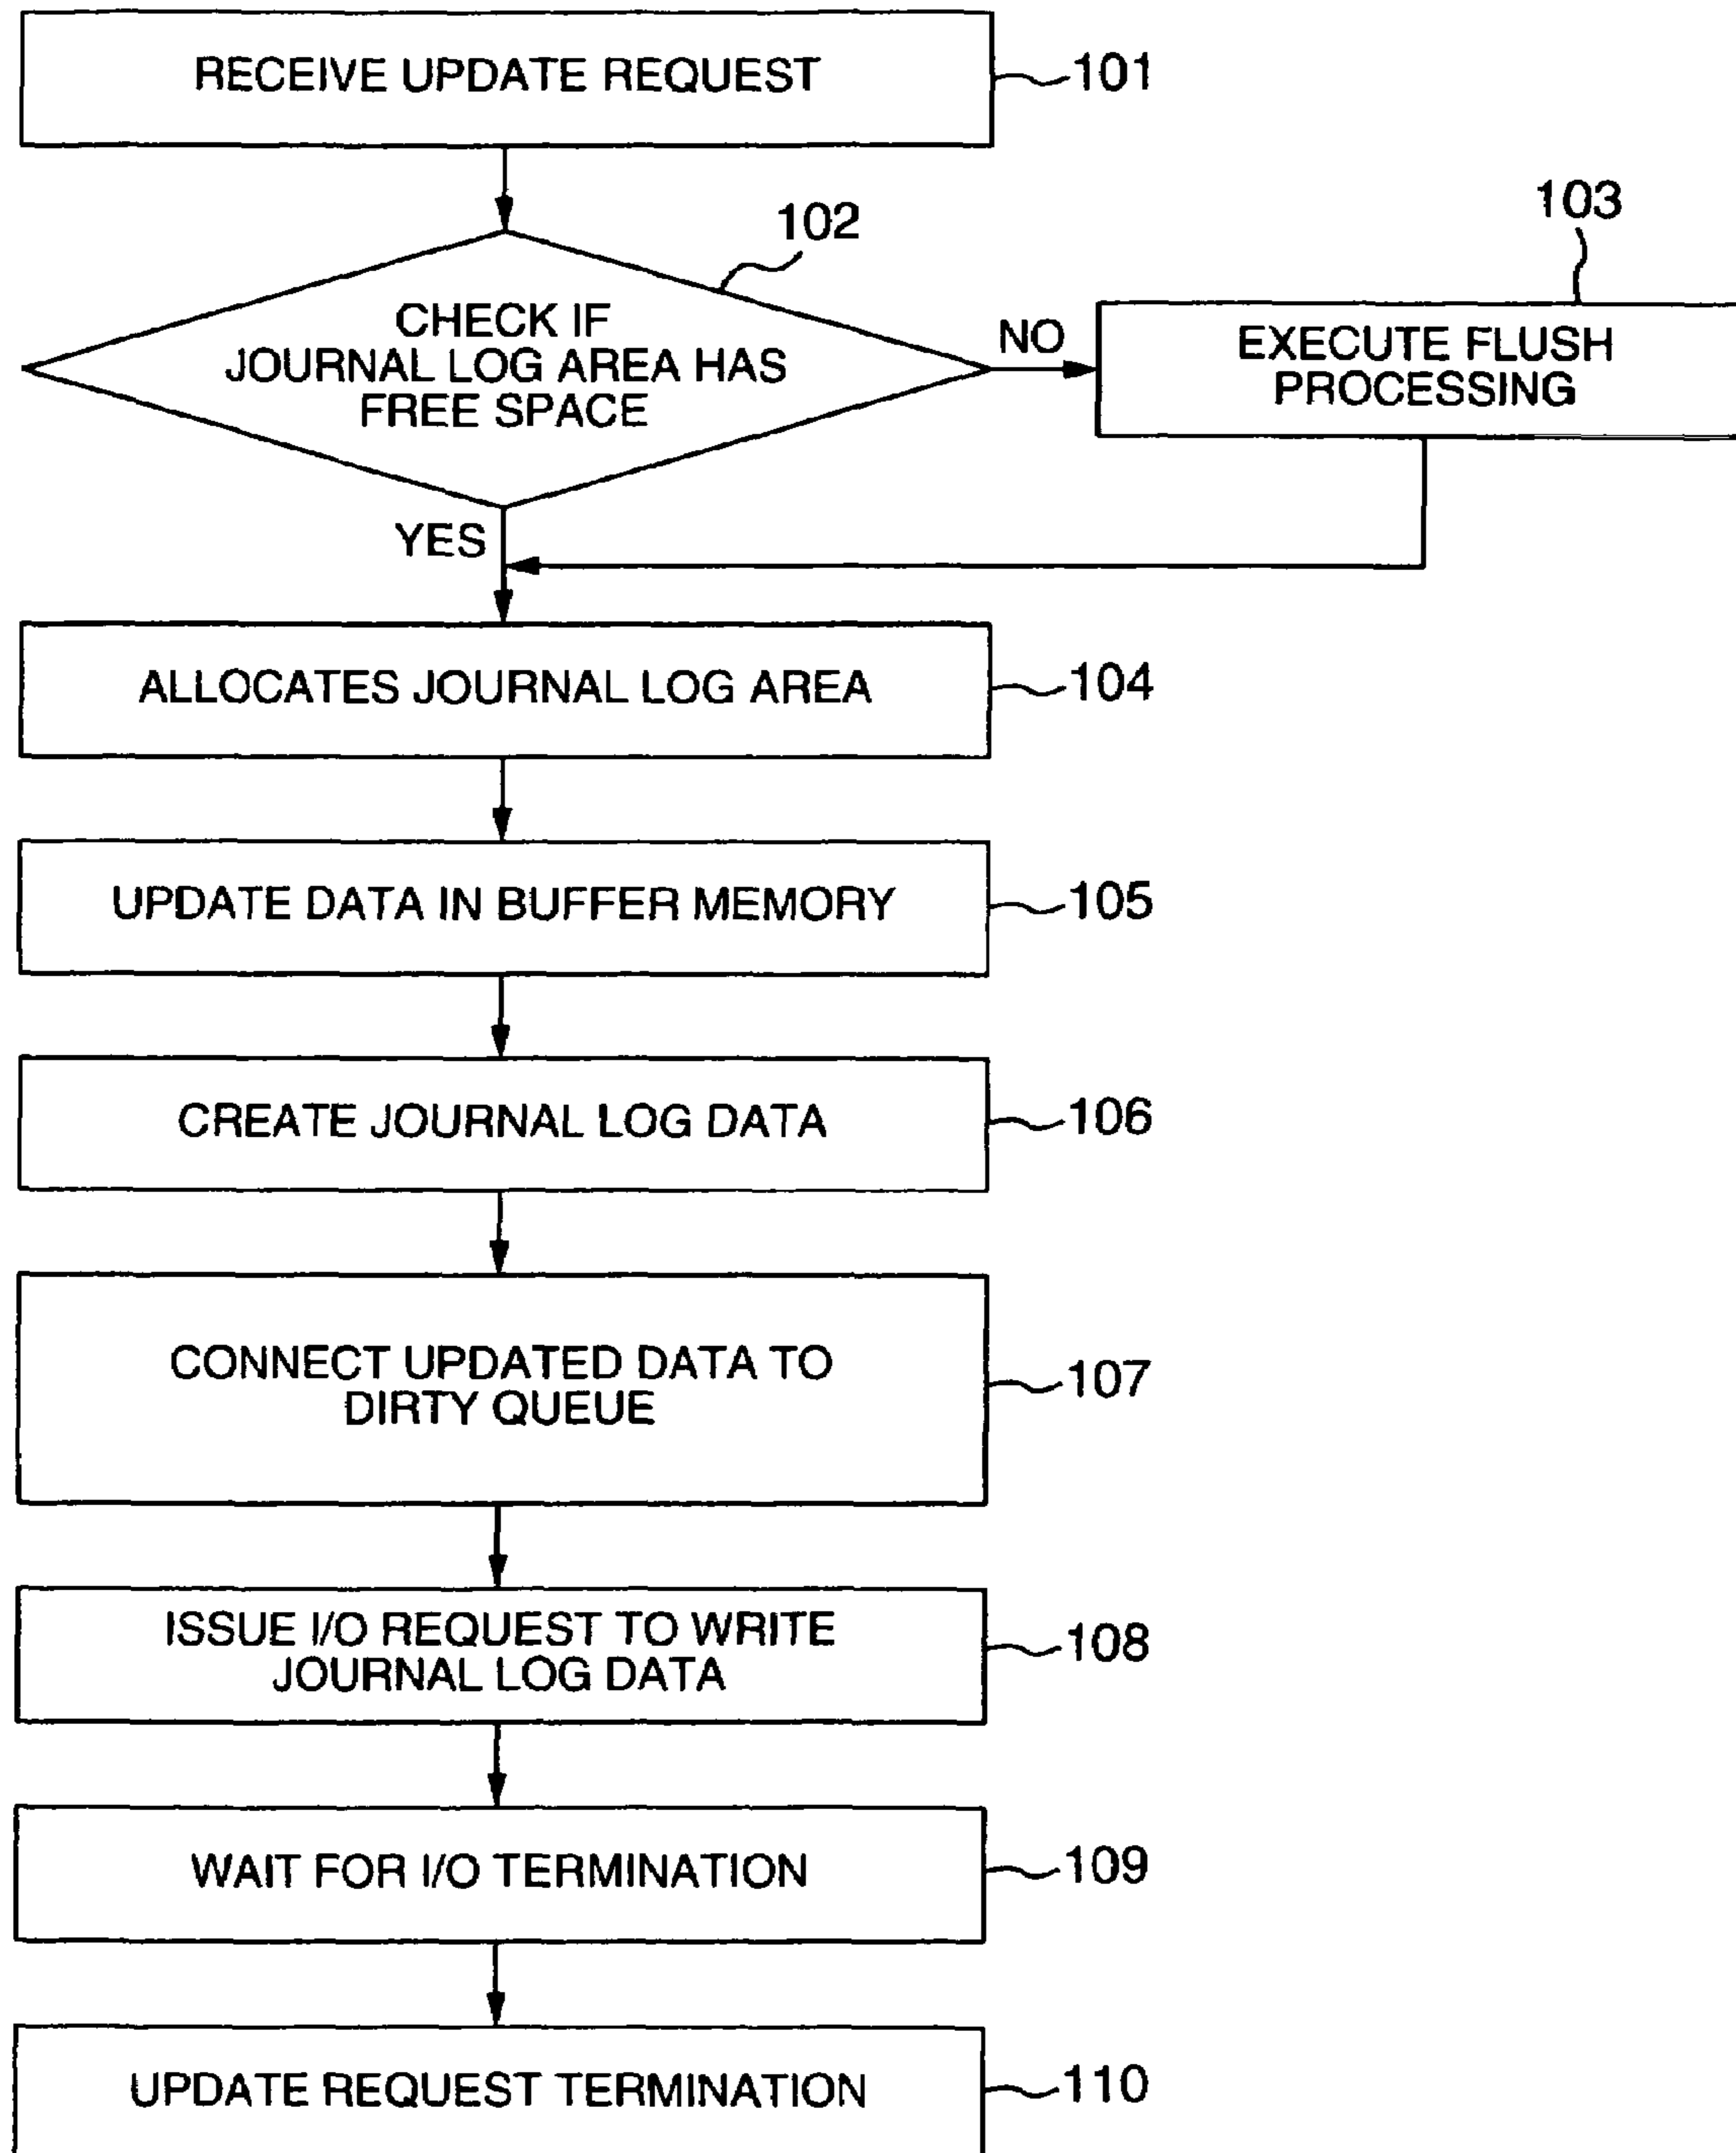 RECEIVE UPDATE REQUEST
101
102
103
CHECK IF
JOURNAL LOG AREA HAS
FREE SPACE
NO
EXECUTE FLUSH
PROCESSING
YES
ALLOCATES JOURNAL LOG AREA
104
UPDATE DATA IN BUFFER MEMORY
105
CREATE JOURNAL LOG DATA
106
CONNECT UPDATED DATA TO
DIRTY QUEUE
107
ISSUE I/O REQUEST TO WRITE
JOURNAL LOG DATA
108
WAIT FOR I/O TERMINATION
109
UPDATE REQUEST TERMINATION
110